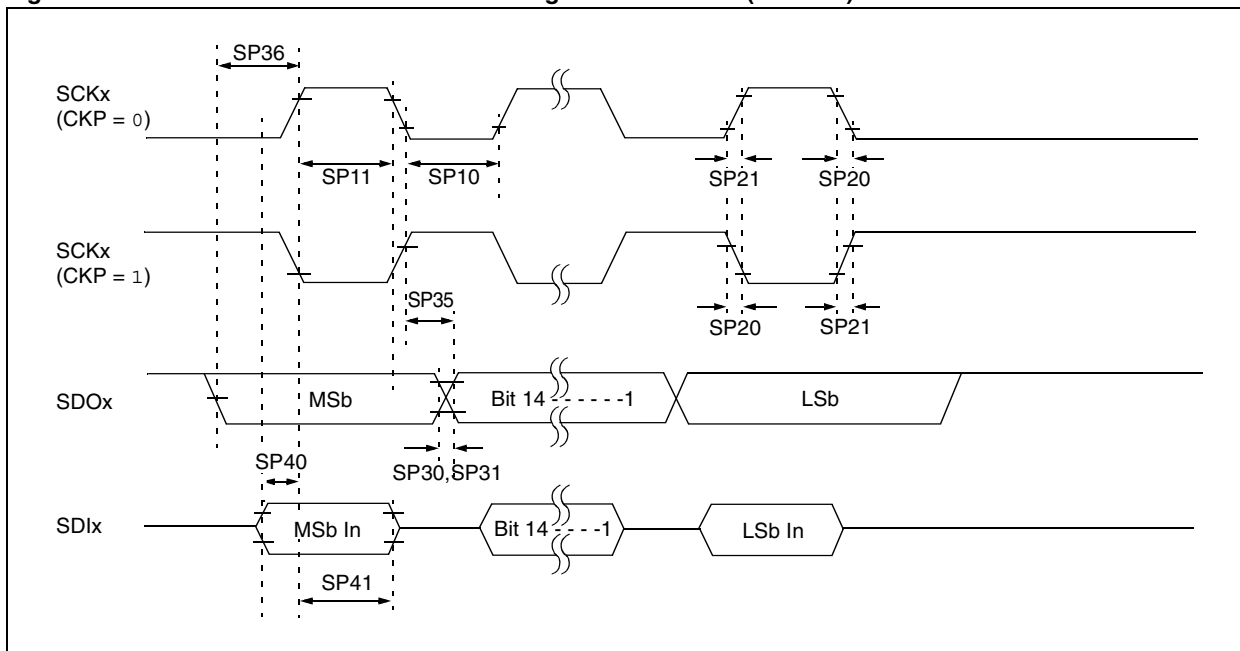 SP36
SCKx
(CKP = 0)
SP11
SP10
SP21
SP20
SCKx
(CKP = 1)
SP35
SP20
SP21
SDOx
MSb
Bit 14 - - - - - -1
LSb
SP30,SP31
SP40
SDIx
MSb In
Bit 14 - - - -1
LSb In
SP41